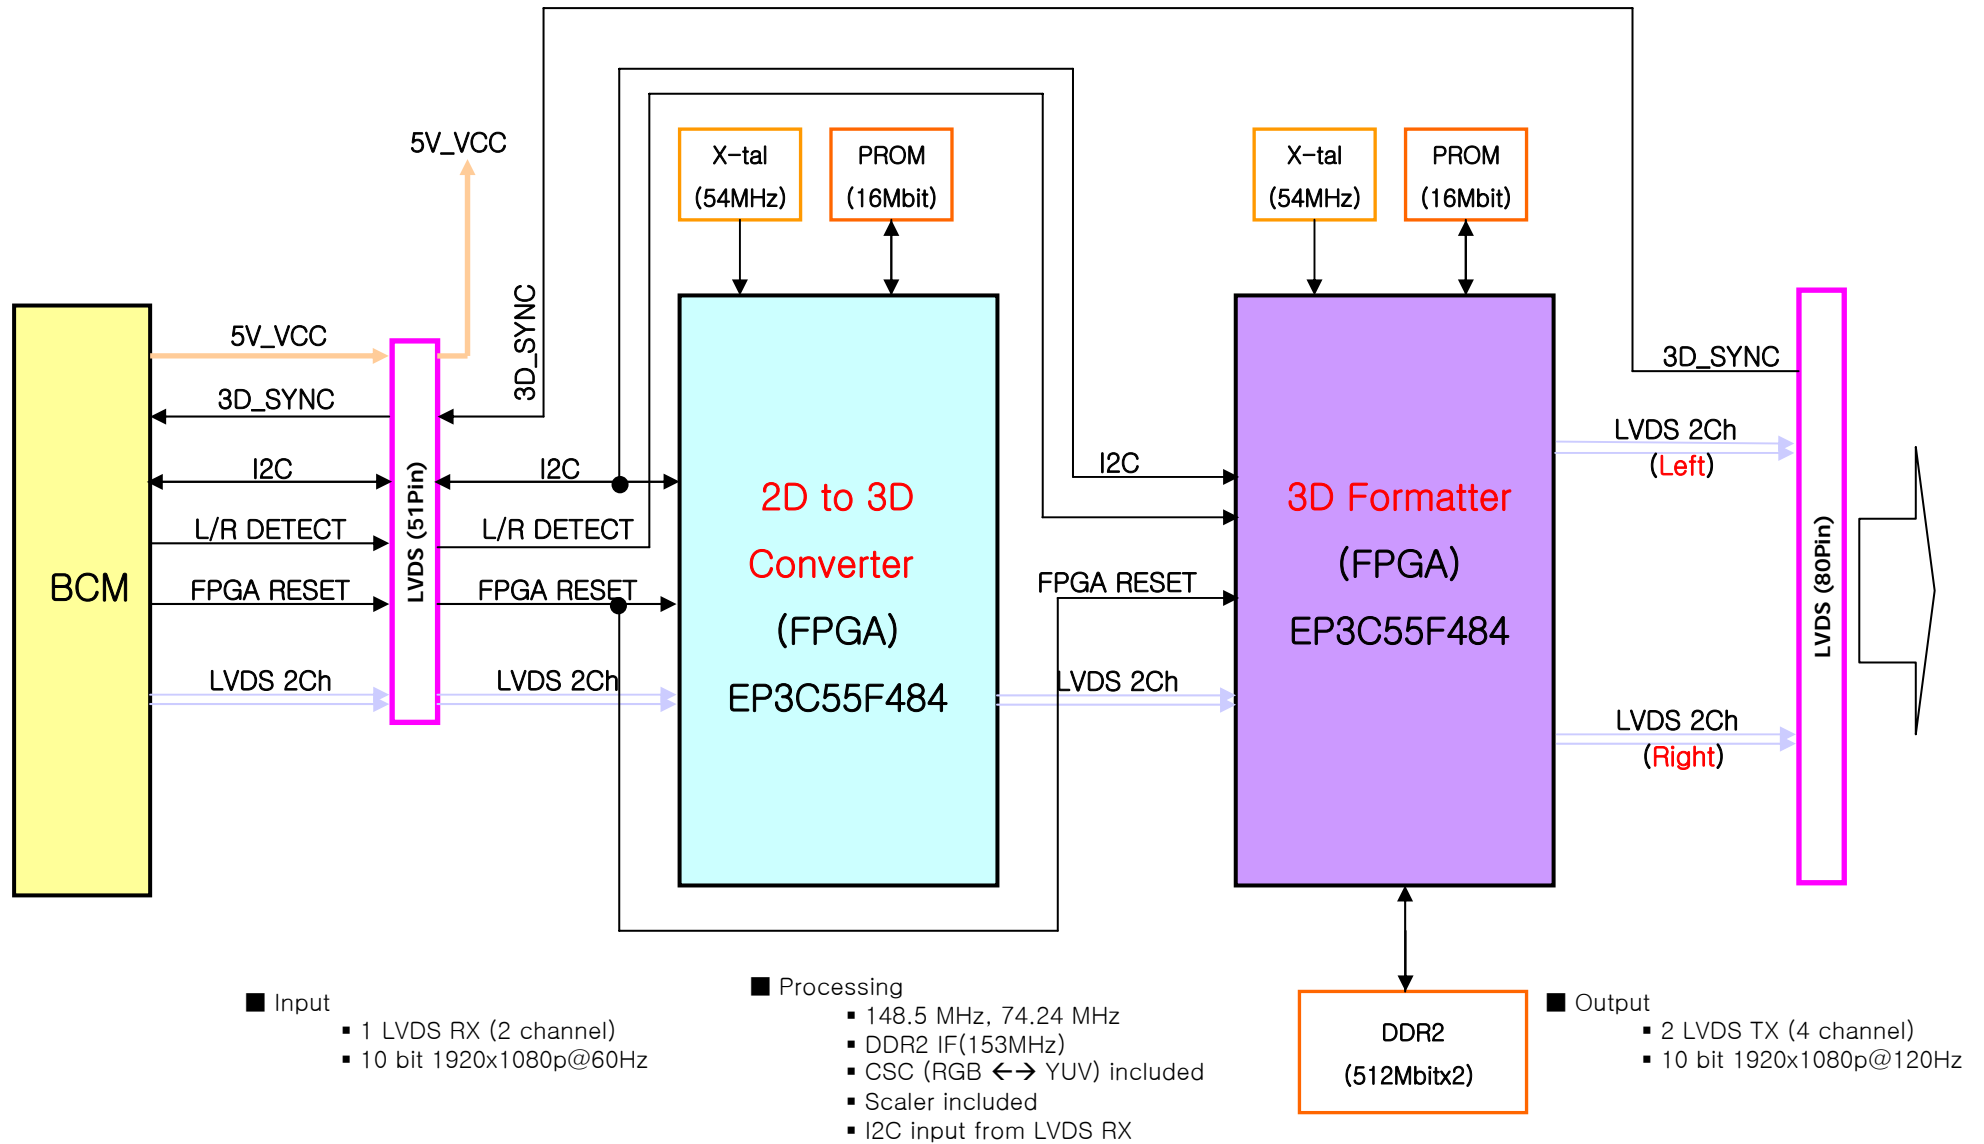 5V_VCC
X-tal
(54MHz)
PROM
(16Mbit)
X-tal
(54MHz)
PROM
(16Mbit)
5V_VCC
3D_SYNC
3D_SYNC
3D_SYNC
I2C
I2C
I2C
L/R DETECT
L/R DETECT
FPGA RESET
FPGA RESET
FPGA RESET
LVDS 2Ch
LVDS 2Ch
LVDS 2Ch
BCM
LVDS (51Pin)
2D to 3D
Converter
(FPGA)
EP3C55F484
3D Formatter
(FPGA)
EP3C55F484
LVDS 2Ch
(Left)
LVDS 2Ch
(Right)
LVDS (80Pin)
DDR2
(512Mbitx2)
■ Input
▪ 1 LVDS RX (2 channel)
▪ 10 bit 1920x1080p@60Hz
■ Processing
▪ 148.5 MHz, 74.24 MHz
▪ DDR2 IF(153MHz)
▪ CSC (RGB ←→ YUV) included
▪ Scaler included
▪ I2C input from LVDS RX
■ Output
▪ 2 LVDS TX (4 channel)
▪ 10 bit 1920x1080p@120Hz